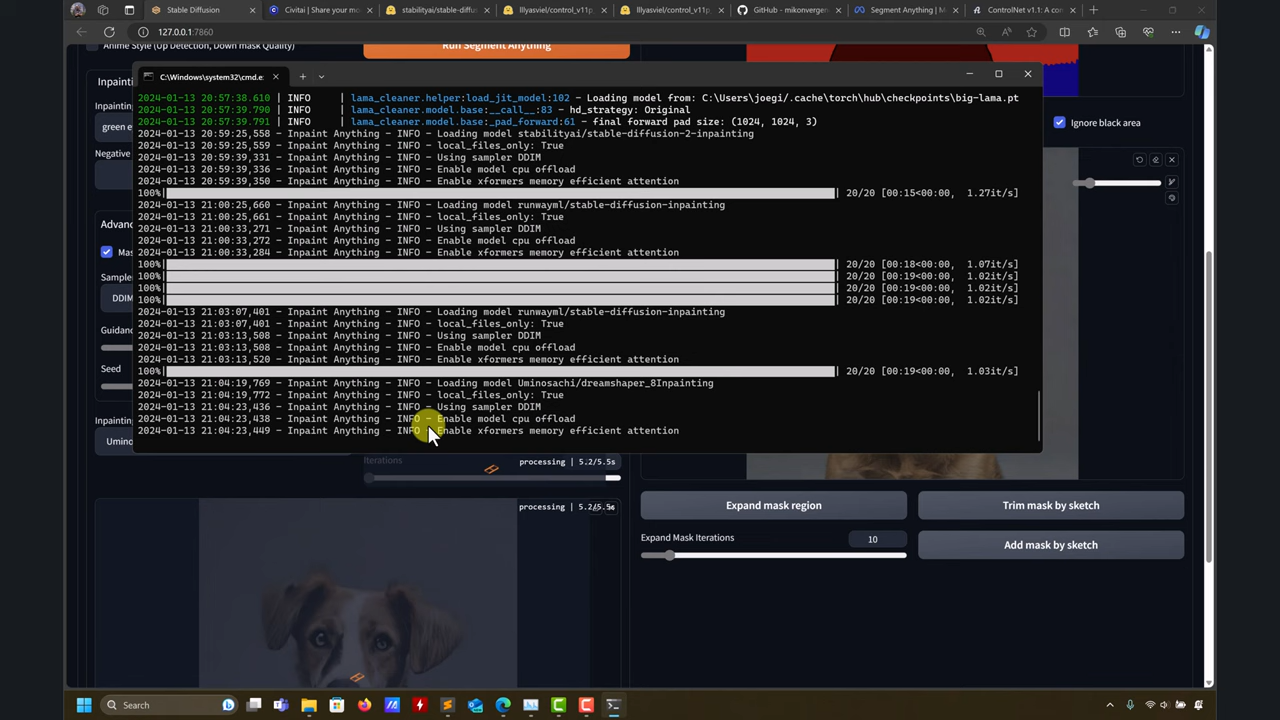 Stable Diffusion
Civitai | Share your mo
stabilityai/stable-diffus
lllyasviel/control_v11p
lllyasviel/control_v11p
GitHub - mikonvergen
Segment Anything | M
ControlNet v1.1: A con
127.0.0.1:7860
Anime Style (Up Detection, Down mask Quality)
Run Segment Anything
C:\Windows\system32\cmd.e
2024-01-13 20:57:38.610 | INFO | lama_cleaner.helper:load_jit_model:102 - Loading model from: C:\Users\joegi/.cache\torch\hub\checkpoints\big-lama.pt
2024-01-13 20:57:39.790 | INFO | lama_cleaner.model.base:__call__:83 - hd_strategy: Original
2024-01-13 20:57:39.791 | INFO | lama_cleaner.model.base:_pad_forward:61 - final forward pad size: (1024, 1024, 3)
2024-01-13 20:59:25,558 - Inpaint Anything - INFO - Loading model stabilityai/stable-diffusion-2-inpainting
2024-01-13 20:59:25,559 - Inpaint Anything - INFO - local_files_only: True
2024-01-13 20:59:39,331 - Inpaint Anything - INFO - Using sampler DDIM
2024-01-13 20:59:39,336 - Inpaint Anything - INFO - Enable model cpu offload
2024-01-13 20:59:39,350 - Inpaint Anything - INFO - Enable xformers memory efficient attention
100%| | 20/20 [00:15<00:00, 1.27it/s]
2024-01-13 21:00:25,660 - Inpaint Anything - INFO - Loading model runwayml/stable-diffusion-inpainting
2024-01-13 21:00:25,661 - Inpaint Anything - INFO - local_files_only: True
2024-01-13 21:00:33,271 - Inpaint Anything - INFO - Using sampler DDIM
2024-01-13 21:00:33,272 - Inpaint Anything - INFO - Enable model cpu offload
2024-01-13 21:00:33,284 - Inpaint Anything - INFO - Enable xformers memory efficient attention
100%| | 20/20 [00:18<00:00, 1.07it/s]
100%| | 20/20 [00:19<00:00, 1.02it/s]
100%| | 20/20 [00:19<00:00, 1.02it/s]
100%| | 20/20 [00:19<00:00, 1.02it/s]
2024-01-13 21:03:07,401 - Inpaint Anything - INFO - Loading model runwayml/stable-diffusion-inpainting
2024-01-13 21:03:07,401 - Inpaint Anything - INFO - local_files_only: True
2024-01-13 21:03:13,508 - Inpaint Anything - INFO - Using sampler DDIM
2024-01-13 21:03:13,508 - Inpaint Anything - INFO - Enable model cpu offload
2024-01-13 21:03:13,520 - Inpaint Anything - INFO - Enable xformers memory efficient attention
100%| | 20/20 [00:19<00:00, 1.03it/s]
2024-01-13 21:04:19,769 - Inpaint Anything - INFO - Loading model Uminosachi/dreamshaper_8Inpainting
2024-01-13 21:04:19,772 - Inpaint Anything - INFO - local_files_only: True
2024-01-13 21:04:23,436 - Inpaint Anything - INFO - Using sampler DDIM
2024-01-13 21:04:23,438 - Inpaint Anything - INFO - Enable model cpu offload
2024-01-13 21:04:23,449 - Inpaint Anything - INFO - Enable xformers memory efficient attention
Inpainti
Inpainting
green e
Negative
Advanc
Mas
Sampler
DDIM
Guidanc
Seed
Inpainting
Umino
Ignore black area
Iterations
processing | 5.2/5.5s
processing | 5.2/5.5s
Expand mask region
Trim mask by sketch
Expand Mask Iterations
10
Add mask by sketch
Search